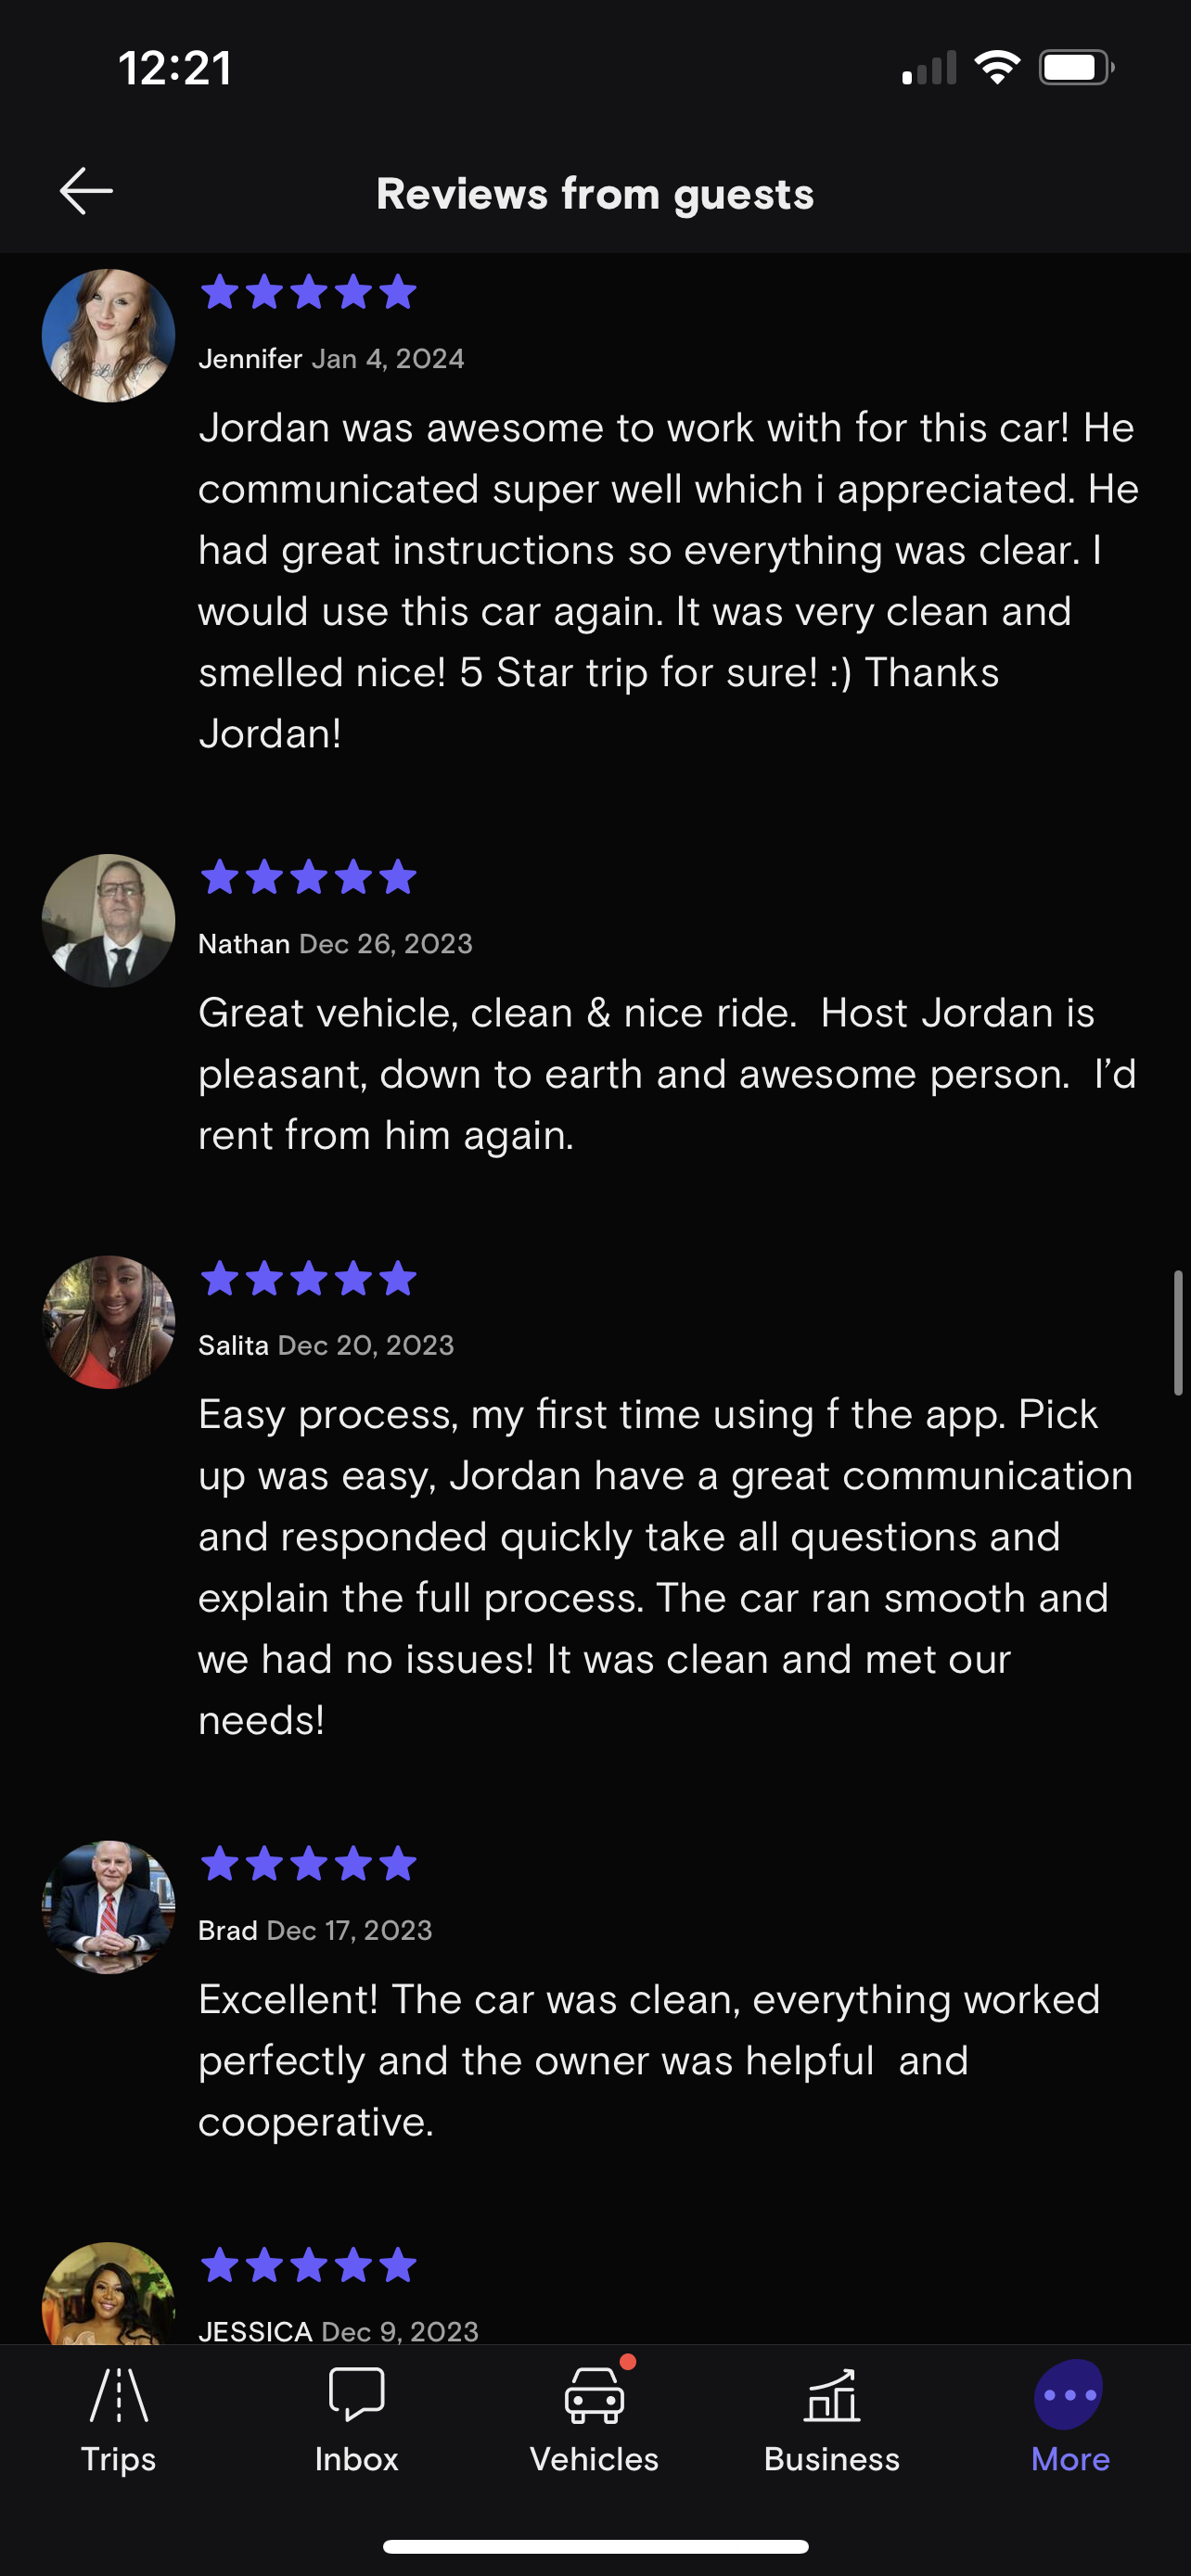 12:21
Reviews from guests
Jennifer Jan 4, 2024
Jordan was awesome to work with for this car! He
communicated super well which i appreciated. He
had great instructions so everything was clear. I
would use this car again. It was very clean and
smelled nice! 5 Star trip for sure! :) Thanks
Jordan!
Nathan Dec 26, 2023
Great vehicle, clean & nice ride.  Host Jordan is
pleasant, down to earth and awesome person.  I’d
rent from him again.
Salita Dec 20, 2023
Easy process, my first time using f the app. Pick
up was easy, Jordan have a great communication
and responded quickly take all questions and
explain the full process. The car ran smooth and
we had no issues! It was clean and met our
needs!
Brad Dec 17, 2023
Excellent! The car was clean, everything worked
perfectly and the owner was helpful  and
cooperative.
JESSICA Dec 9, 2023
Trips
Inbox
Vehicles
Business
More